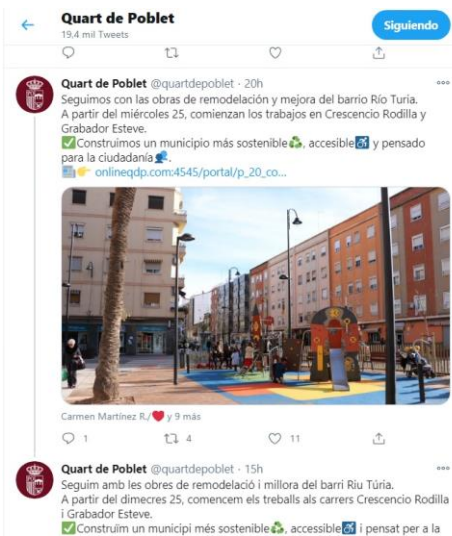 Quart de Poblet
19,4 mil Tweets
Siguiendo
Quart de Poblet @quartdepoblet · 20h
Seguimos con las obras de remodelación y mejora del barrio Río Turia.
A partir del miércoles 25, comienzan los trabajos en Crescencio Rodilla y
Grabador Esteve.
✅Construimos un municipio más sostenible♻, accesible♿ y pensado
para la ciudadanía👥.
📰👉 onlineqdp.com:4545/portal/p_20_co...
Carmen Martínez R./❤ y 9 más
1 4 11
Quart de Poblet @quartdepoblet · 15h
Seguim amb les obres de remodelació i millora del barri Riu Túria.
A partir del dimecres 25, comencem els treballs als carrers Crescencio Rodilla
i Grabador Esteve.
✅Construïm un municipi més sostenible♻, accessible♿ i pensat per a la